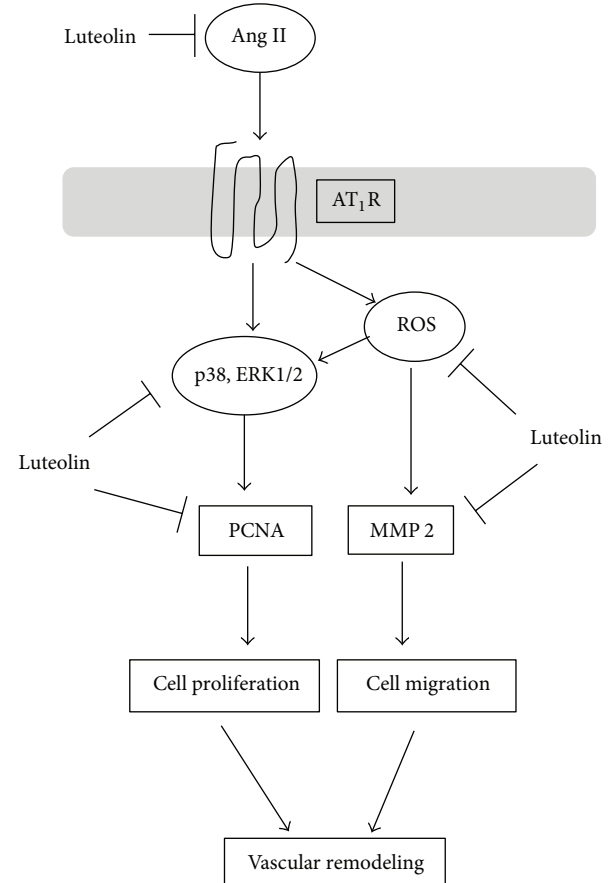 Luteolin
Ang II
AT₁R
ROS
p38, ERK1/2
Luteolin
Luteolin
PCNA
MMP 2
Cell proliferation
Cell migration
Vascular remodeling